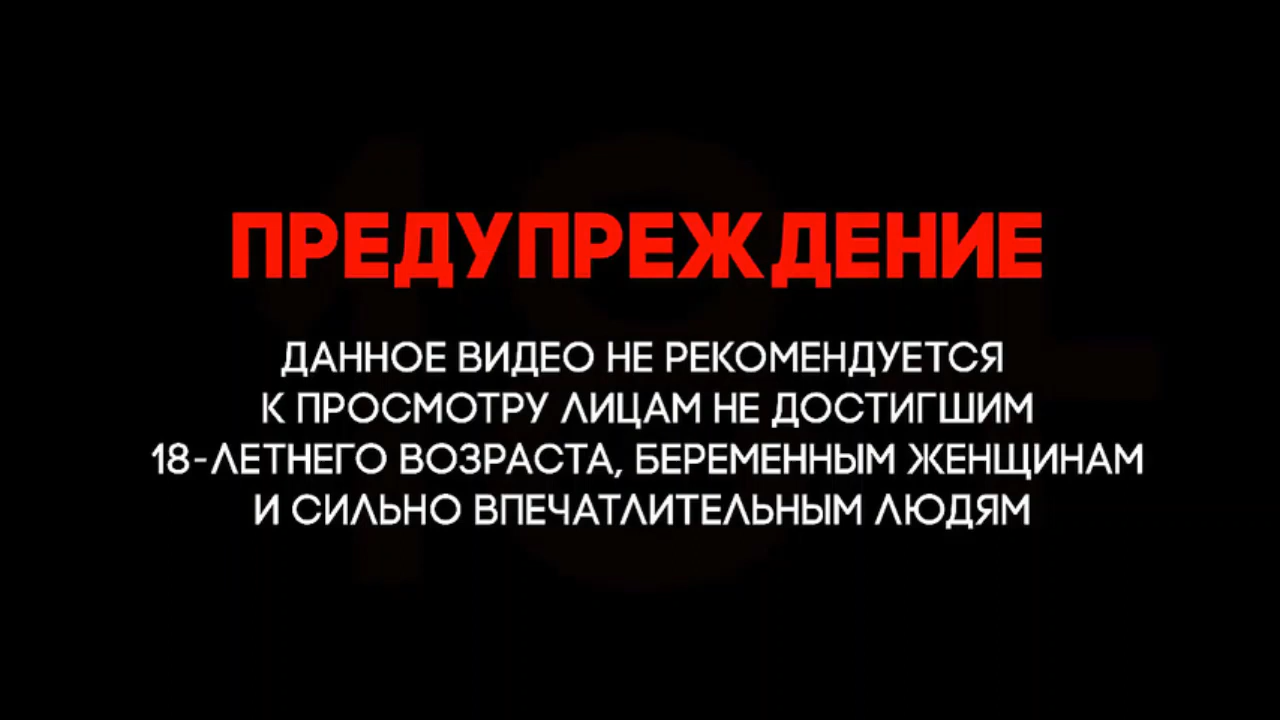 ПРЕДУПРЕЖДЕНИЕ
ДАННОЕ ВИДЕО НЕ РЕКОМЕНДУЕТСЯ
К ПРОСМОТРУ ЛИЦАМ НЕ ДОСТИГШИМ
18-ЛЕТНЕГО ВОЗРАСТА, БЕРЕМЕННЫМ ЖЕНЩИНАМ
И СИЛЬНО ВПЕЧАТЛИТЕЛЬНЫМ ЛЮДЯМ